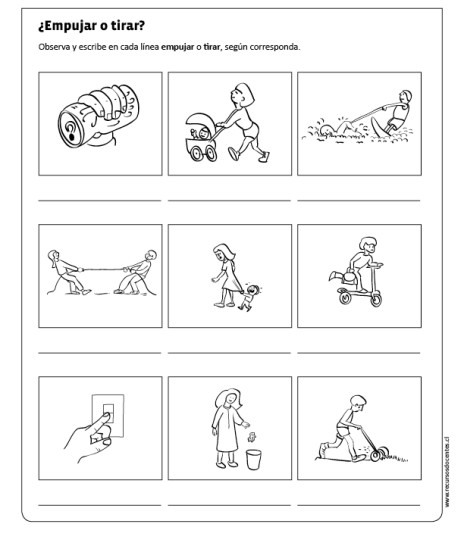 ¿Empujar o tirar?
Observa y escribe en cada línea empujar o tirar, según corresponda.
www.recursosdocentes.cl